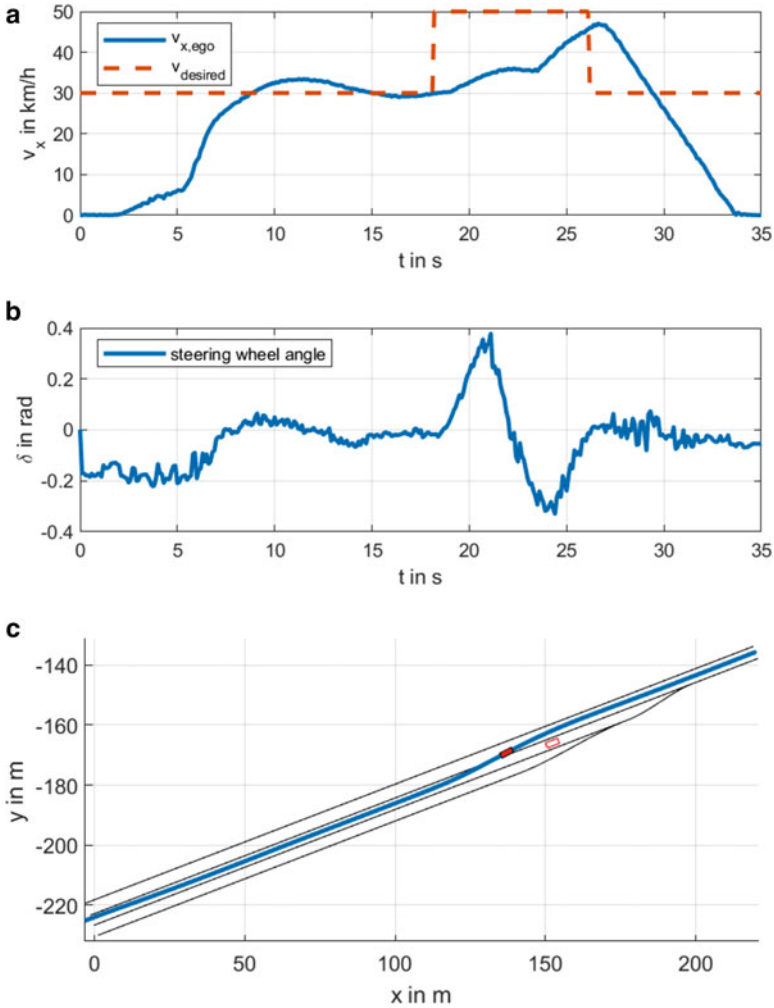 a
50
40
30
20
10
0
v_x in km/h
v_x,ego
v_desired
0 5 10 15 20 25 30 35
t in s
b
0.4
0.2
0
-0.2
-0.4
δ in rad
steering wheel angle
0 5 10 15 20 25 30 35
t in s
c
-140
-160
-180
-200
-220
y in m
0 50 100 150 200
x in m